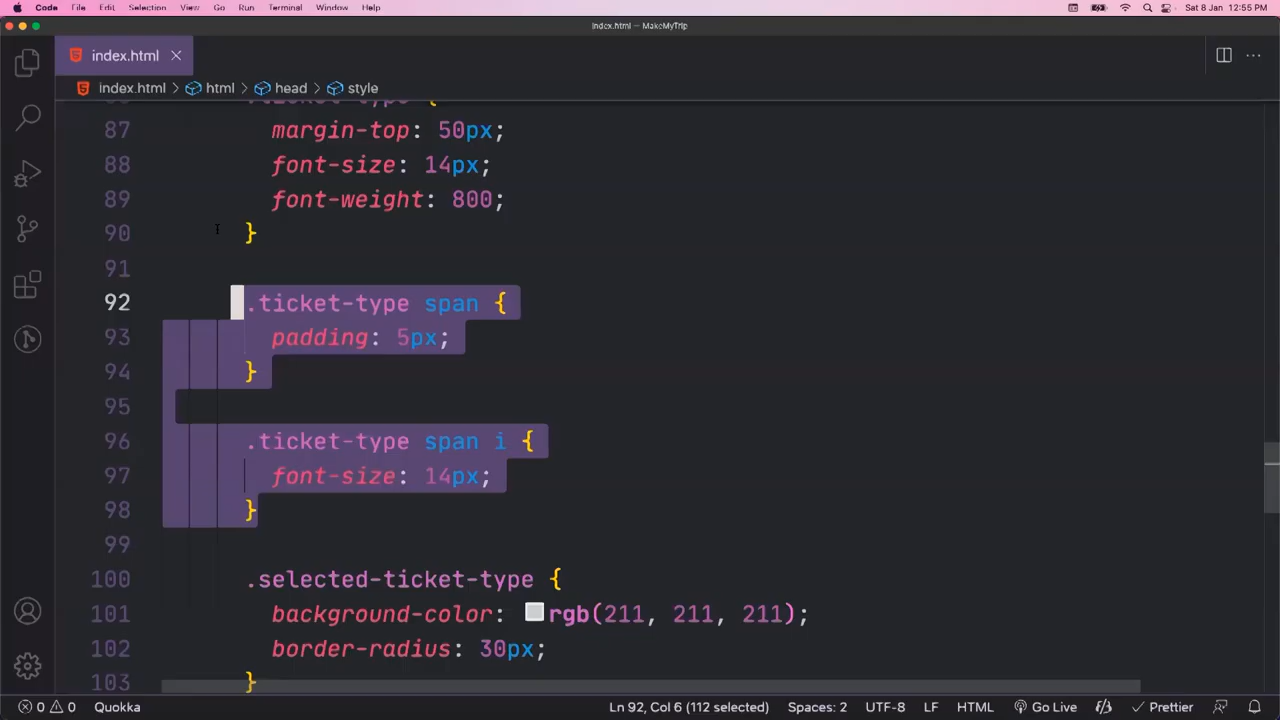 Code File Edit Selection View Go Run Terminal Window Help Sat 8 Jan 12:55 PM
index.html — MakeMyTrip
index.html
index.html > html > head > style
.ticket-type {
87 margin-top: 50px;
88 font-size: 14px;
89 font-weight: 800;
90 }
91
92 .ticket-type span {
93 padding: 5px;
94 }
95
96 .ticket-type span i {
97 font-size: 14px;
98 }
99
100 .selected-ticket-type {
101 background-color: rgb(211, 211, 211);
102 border-radius: 30px;
103 }
0 0 Quokka Ln 92, Col 6 (112 selected) Spaces: 2 UTF-8 LF HTML Go Live Prettier